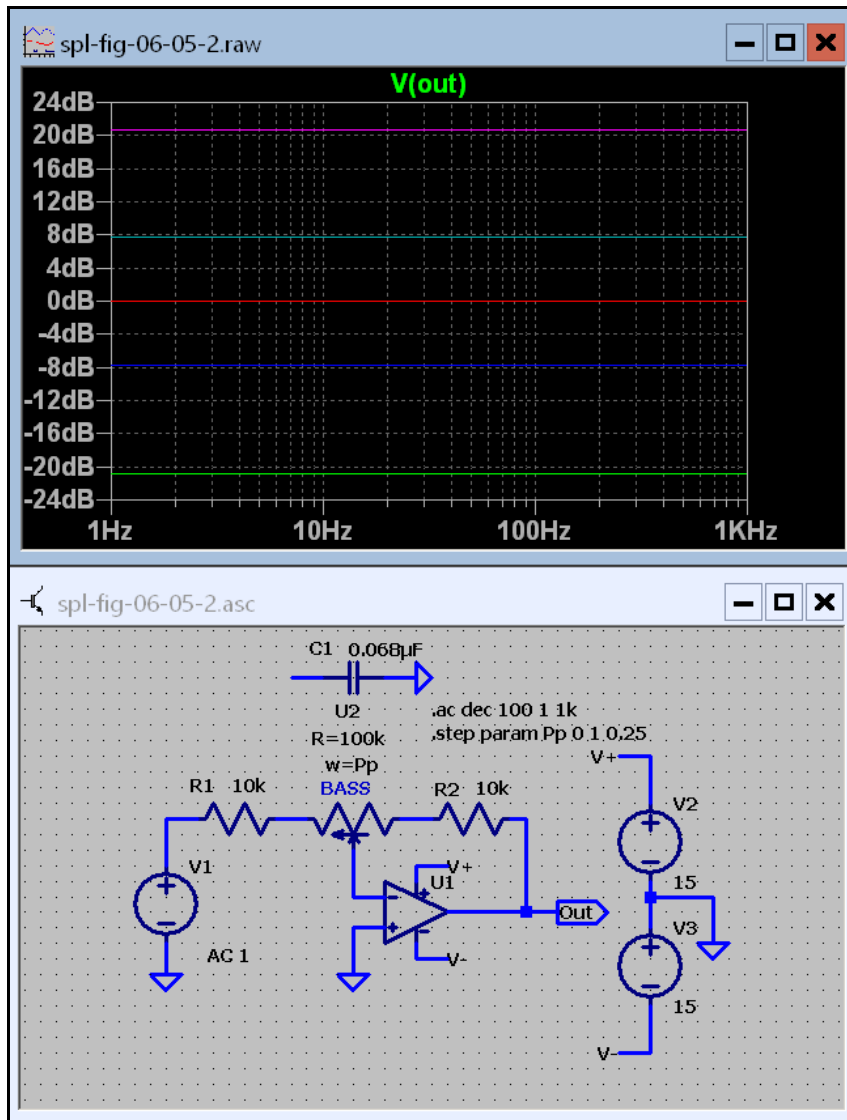 spl-fig-06-05-2.raw
V(out)
24dB
20dB
16dB
12dB
8dB
4dB
0dB
-4dB
-8dB
-12dB
-16dB
-20dB
-24dB
1Hz 10Hz 100Hz 1KHz
spl-fig-06-05-2.asc
C1 0.068µF
U2
R=100k
w=Pp
BASS
.ac dec 100 1 1k
.step param Pp 0 1 0.25
R1 10k
R2 10k
V+
V2
15
V1
V+
U1
Out
V3
AC 1
V-
15
V-